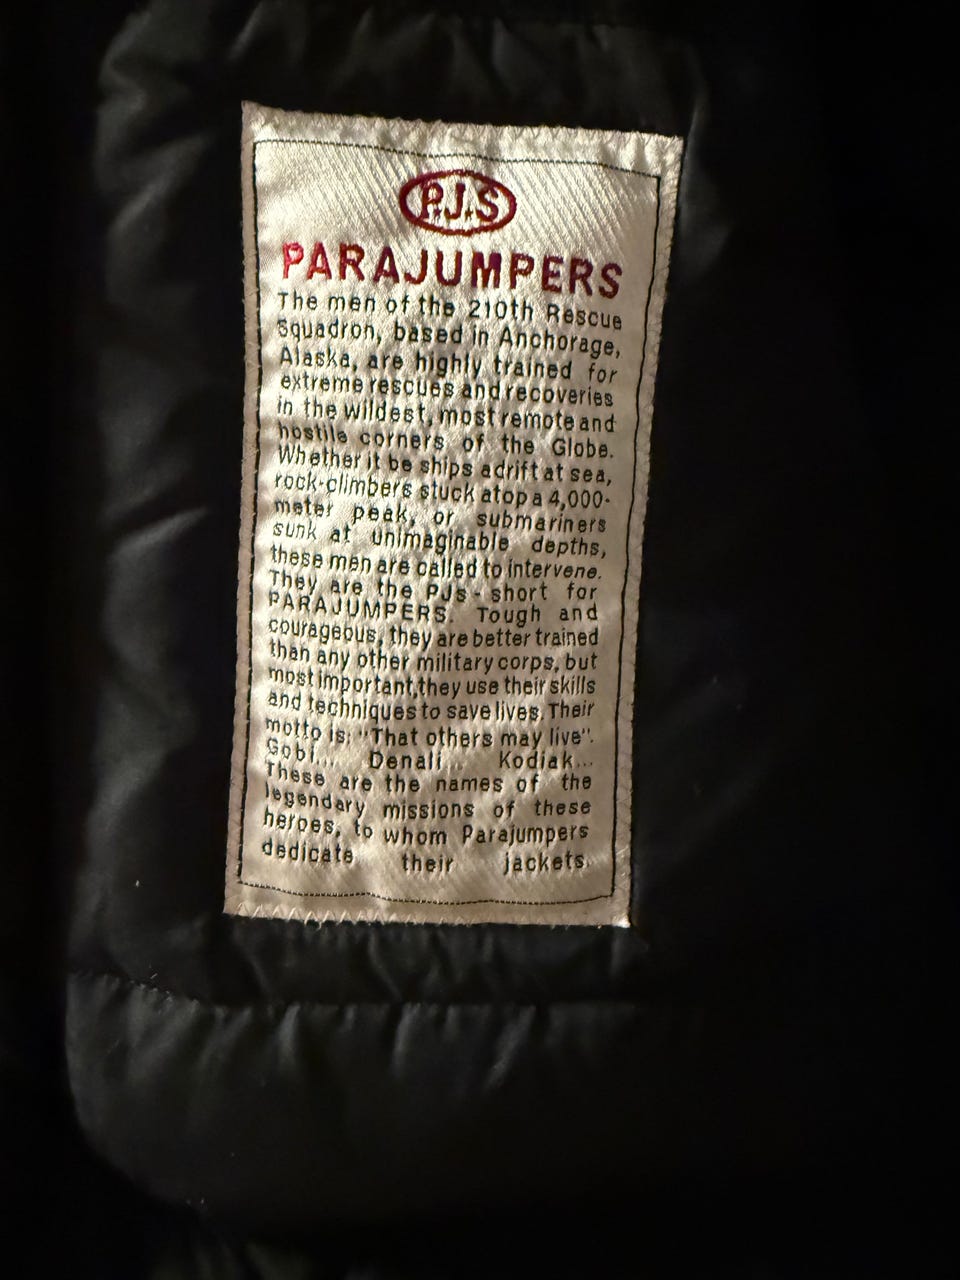 P.J.S
PARAJUMPERS
The men of the 210th Rescue
Squadron, based in Anchorage,
Alaska, are highly trained for
extreme rescues and recoveries
in the wildest, most remote and
hostile corners of the Globe.
Whether it be ships adrift at sea,
rock-climbers stuck atop a 4,000-
meter peak, or submariners
sunk at unimaginable depths,
these men are called to intervene.
They are the PJs - short for
PARAJUMPERS. Tough and
courageous, they are better trained
than any other military corps, but
most important,they use their skills
and techniques to save lives. Their
motto is: "That others may live".
Gobi... Denali... Kodiak...
These are the names of the
legendary missions of these
heroes, to whom Parajumpers
dedicate their jackets.